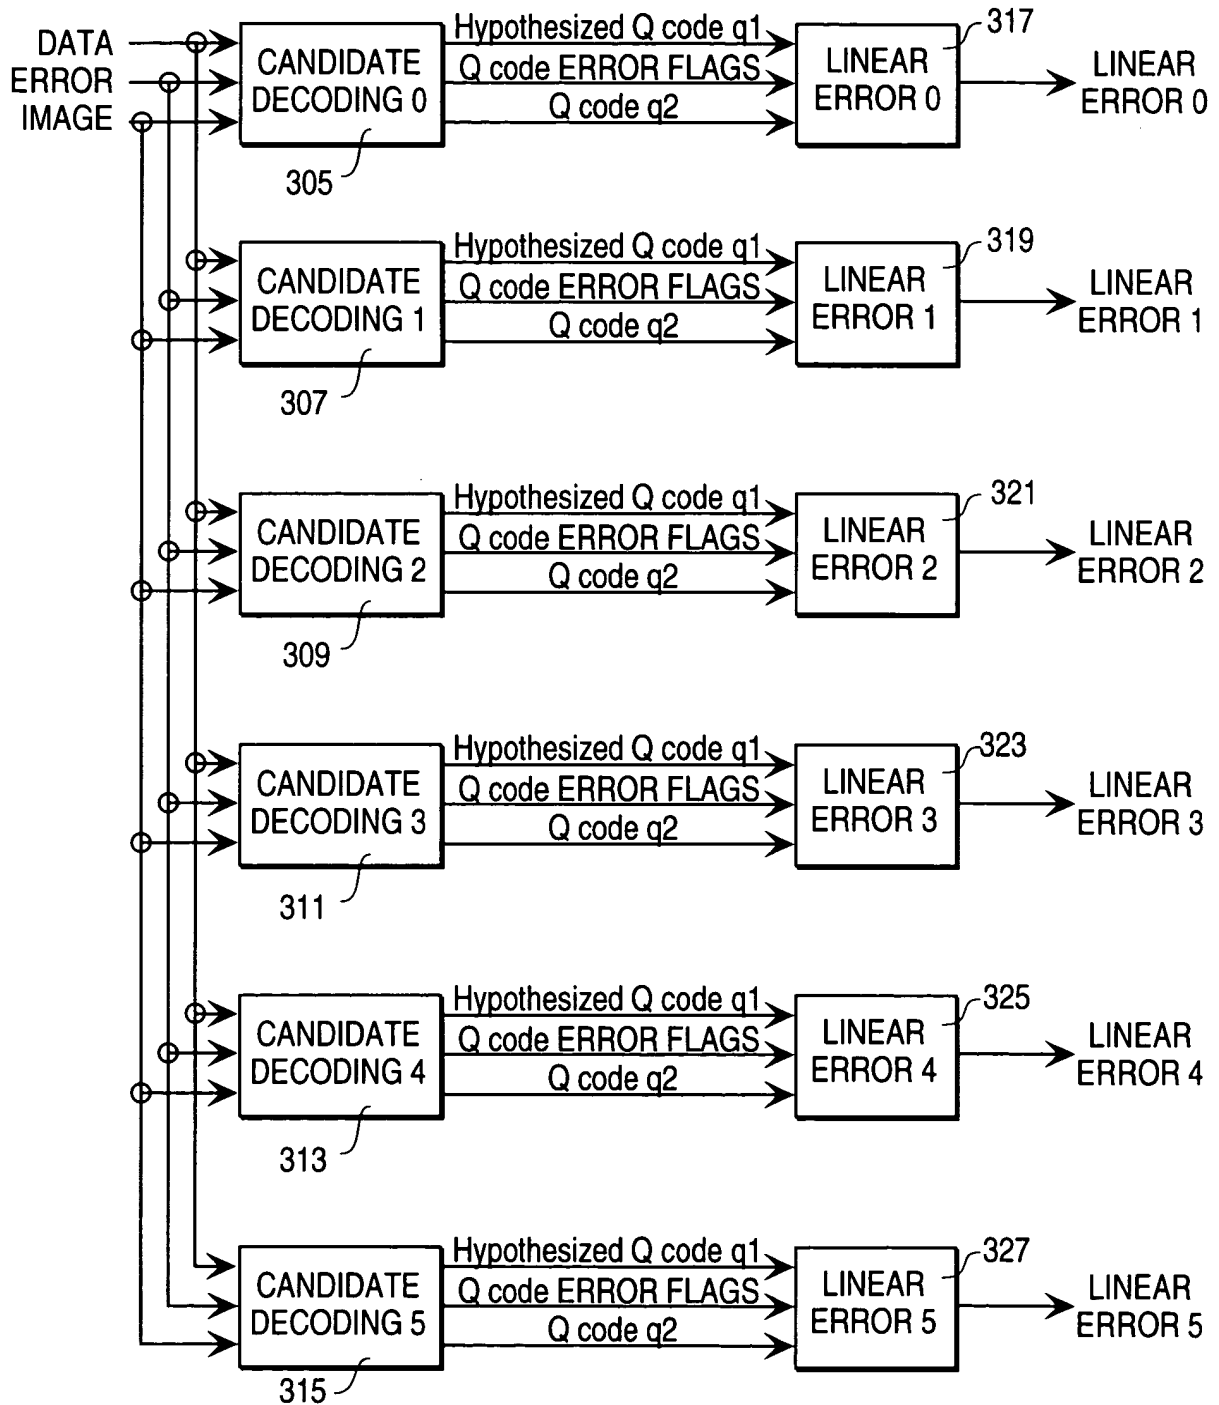 DATA
ERROR
IMAGE
CANDIDATE
DECODING 0
305
Hypothesized Q code q1
Q code ERROR FLAGS
Q code q2
LINEAR
ERROR 0
317
LINEAR
ERROR 0
CANDIDATE
DECODING 1
307
Hypothesized Q code q1
Q code ERROR FLAGS
Q code q2
LINEAR
ERROR 1
319
LINEAR
ERROR 1
CANDIDATE
DECODING 2
309
Hypothesized Q code q1
Q code ERROR FLAGS
Q code q2
LINEAR
ERROR 2
321
LINEAR
ERROR 2
CANDIDATE
DECODING 3
311
Hypothesized Q code q1
Q code ERROR FLAGS
Q code q2
LINEAR
ERROR 3
323
LINEAR
ERROR 3
CANDIDATE
DECODING 4
313
Hypothesized Q code q1
Q code ERROR FLAGS
Q code q2
LINEAR
ERROR 4
325
LINEAR
ERROR 4
CANDIDATE
DECODING 5
315
Hypothesized Q code q1
Q code ERROR FLAGS
Q code q2
LINEAR
ERROR 5
327
LINEAR
ERROR 5